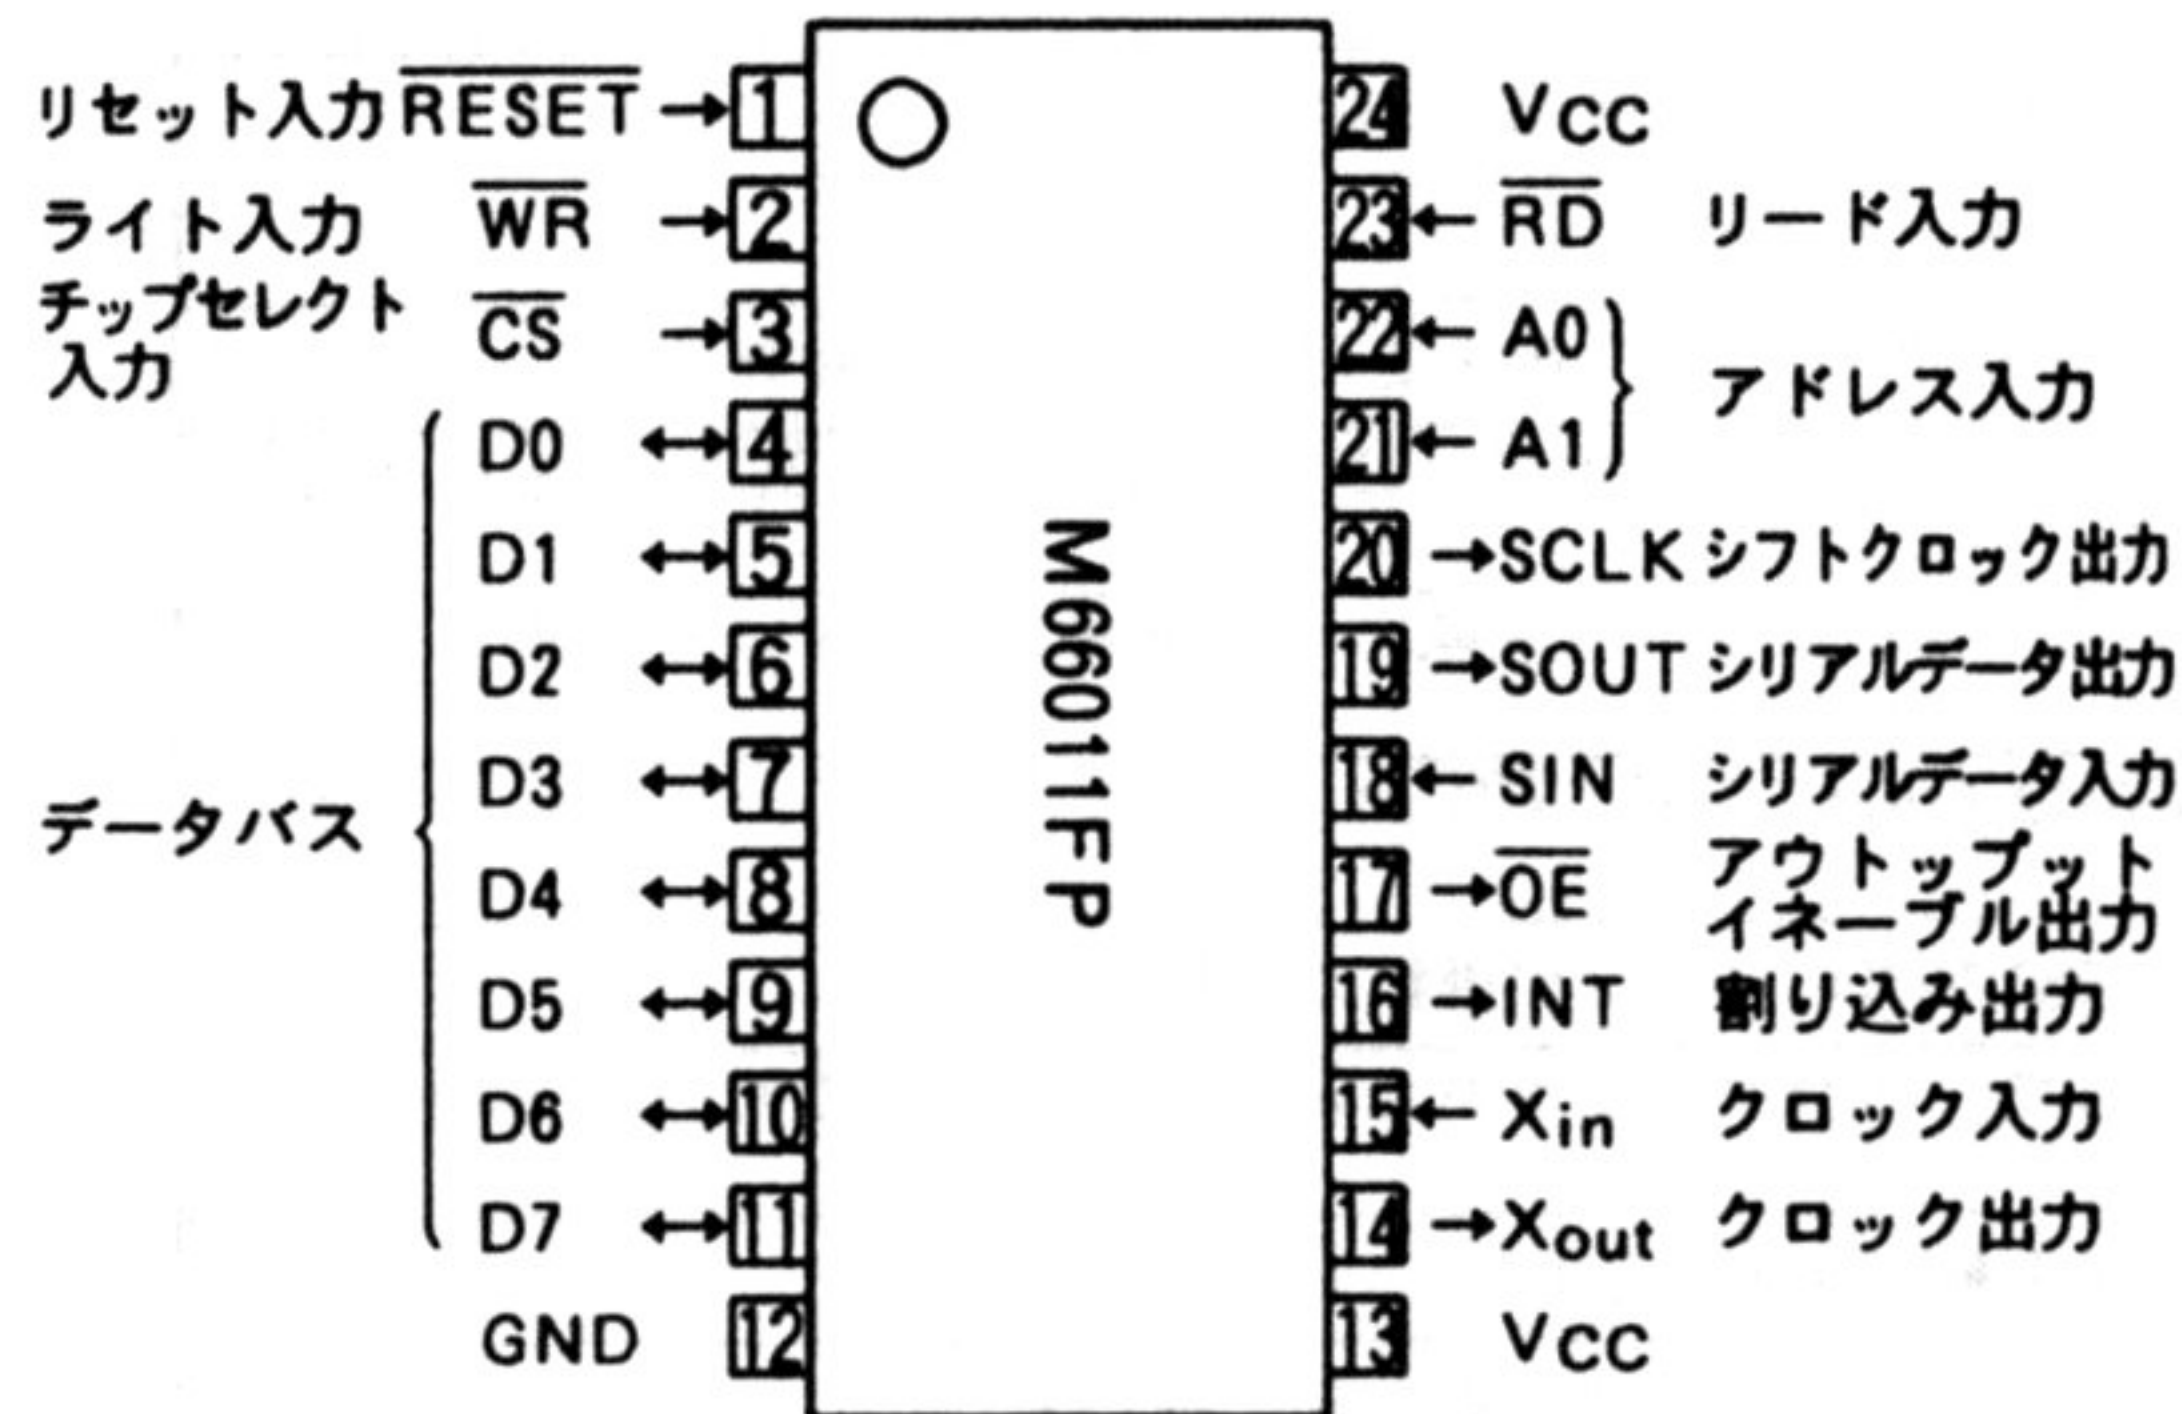 リセット入力 RESET → 1
ライト入力 WR → 2
チップセレクト
入力 CS → 3
D0 ↔ 4
D1 ↔ 5
D2 ↔ 6
D3 ↔ 7
データバス
D4 ↔ 8
D5 ↔ 9
D6 ↔ 10
D7 ↔ 11
GND 12
M66011FP
24 VCC
23 ← RD リード入力
22 ← A0
アドレス入力
21 ← A1
20 → SCLK シフトクロック出力
19 → SOUT シリアルデータ出力
18 ← SIN シリアルデータ入力
17 → OE アウトップット
イネーブル出力
16 → INT 割り込み出力
15 ← Xin クロック入力
14 → Xout クロック出力
13 VCC